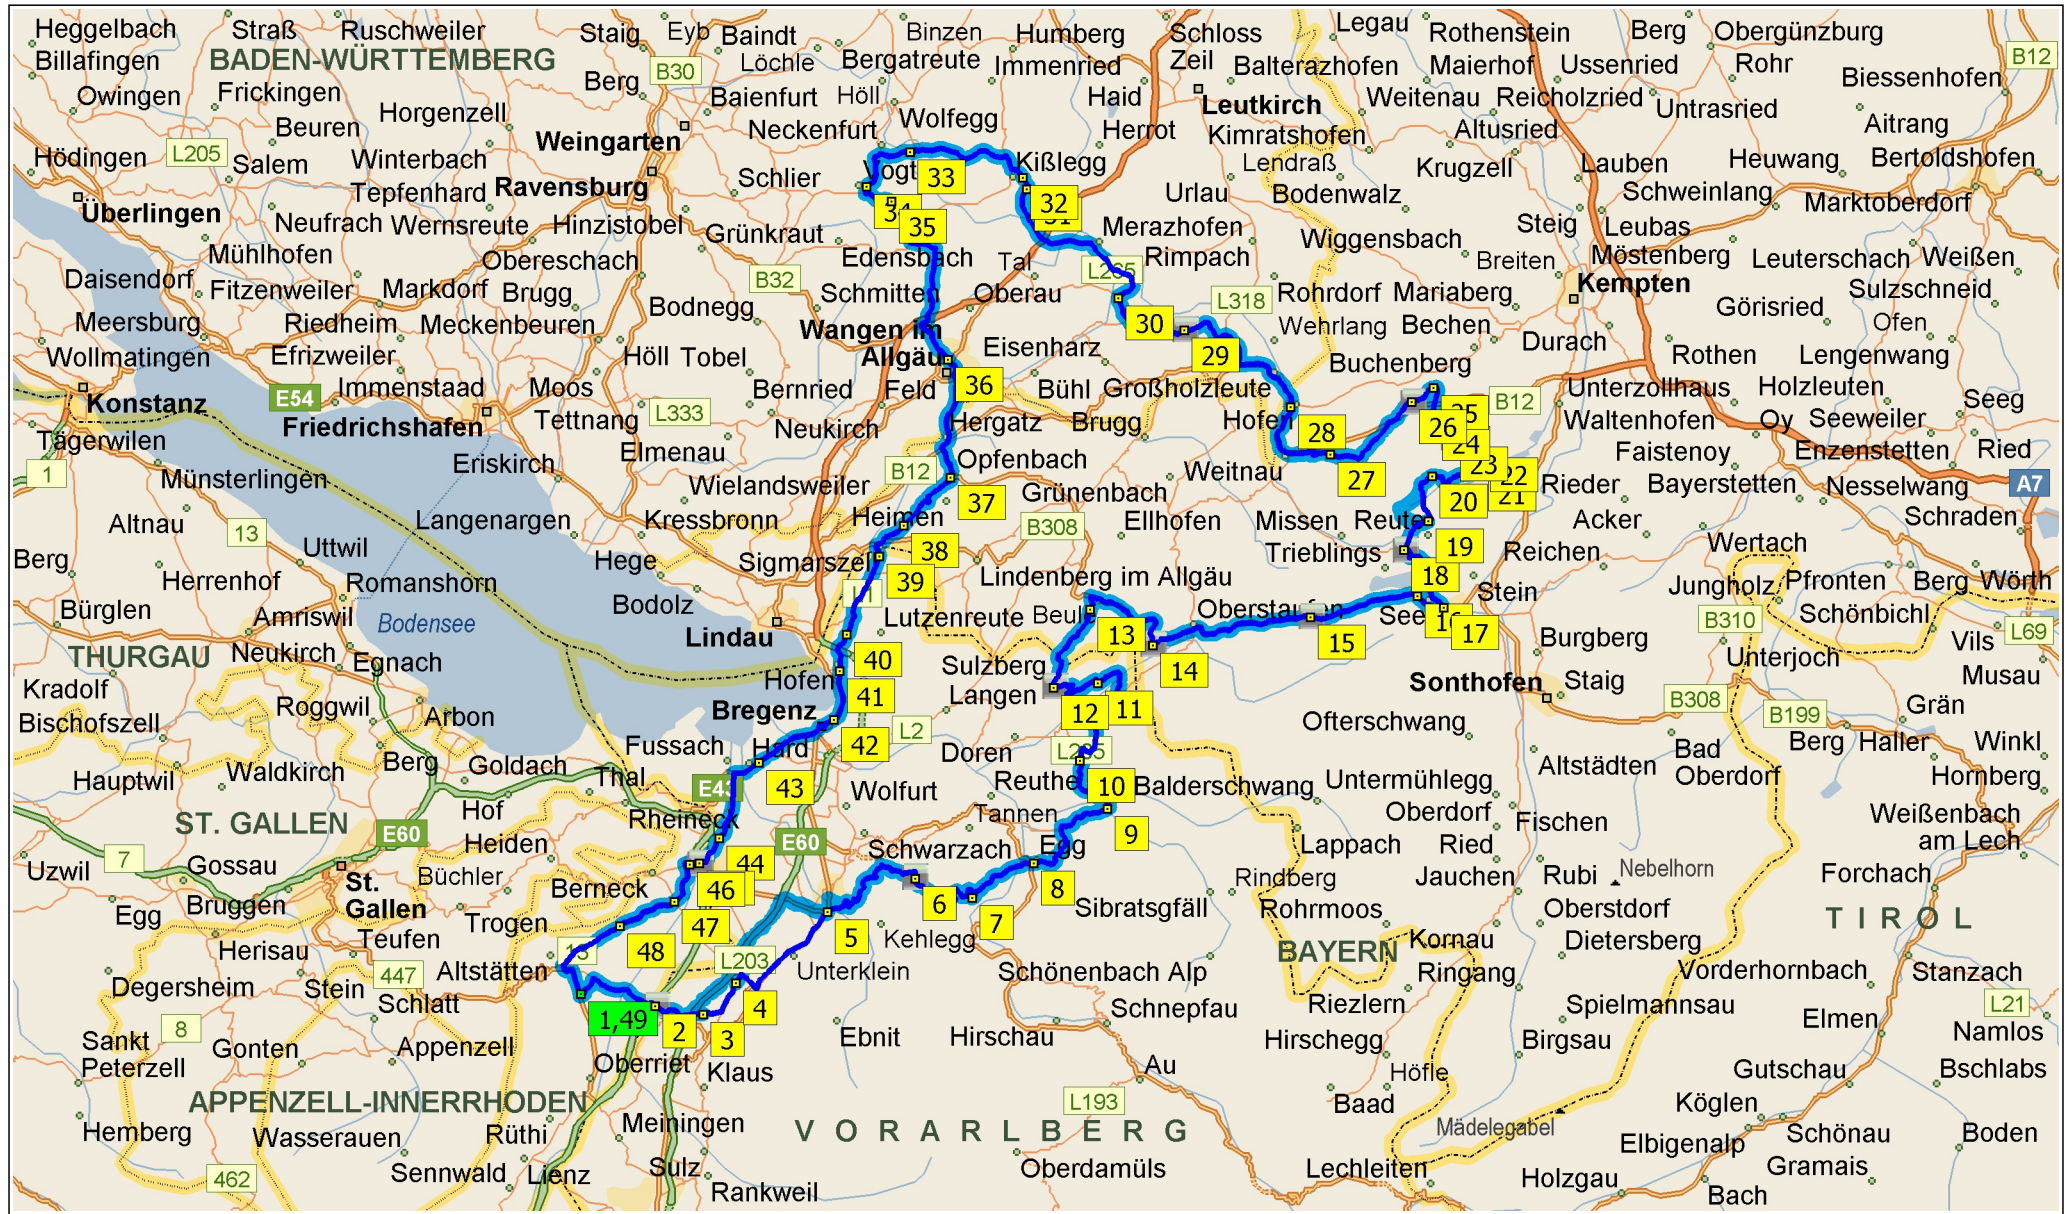 Heggelbach
Straß
Ruschweiler
Staig
Eyb
Baindt
Binzen
Humberg
Schloss
Zeil
Legau
Rothenstein
Berg
Obergünzburg
B12
Billafingen
BADEN-WÜRTTEMBERG
B30
Löchle
Bergatreute
Immenried
Balterazhofen
Maierhof
Ussenried
Rohr
Biessenhofen
Owingen
Frickingen
Horgenzell
Berg
Baienfurt
Höll
Haid
Leutkirch
Weitenau
Reicholzried
Untrasried
Beuren
Weingarten
Neckenfurt
Wolfegg
Herrot
Kimratshofen
Altusried
Aitrang
Hödingen
L205
Salem
Winterbach
Kißlegg
Lendraß
Krugzell
Lauben
Heuwang
Bertoldshofen
Tepfenhard
Ravensburg
Schlier
Vogt
33
Urlau
Bodenwalz
Schweinlang
Marktoberdorf
Überlingen
Neufrach
Wernsreute
Hinzistobel
Grünkraut
34
35
32
31
Merazhofen
Wiggensbach
Steig
Leubas
Mühlhofen
Obereschach
Edensbach
Tal
L265
Rimpach
Breiten
Möstenberg
Leuterschach
Weißen
Daisendorf
Fitzenweiler
Markdorf
Brugg
B32
Schmitten
Oberau
L318
Rohrdorf
Mariaberg
Kempten
Görisried
Sulzschneid
Meersburg
Riedheim
Meckenbeuren
Bodnegg
Wangen im
Allgäu
30
Wehrlang
Bechen
Durach
Ofen
Wollmatingen
Efrizweiler
Höll
Tobel
Eisenharz
29
Buchenberg
Rothen
Lengenwang
Konstanz
E54
Immenstaad
Moos
Bernried
Feld
36
Bühl
Großholzleute
B12
Unterzollhaus
Holzleuten
Seeg
Tägerwilen
Friedrichshafen
Tettnang
L333
Neukirch
Hergatz
Brugg
Hofen
28
25
26
24
Waltenhofen
Oy
Seeweiler
1
Münsterlingen
Eriskirch
Elmenau
B12
Opfenbach
Weitnau
27
23
22
Faistenoy
Enzenstetten
Ried
Wielandsweiler
Grünenbach
20
21
Rieder
Bayerstetten
Nesselwang
A7
Altnau
13
Langenargen
Kressbronn
Heimen
37
B308
Ellhofen
Missen
Reute
Acker
Schraden
Berg
Uttwil
Hege
Sigmarszell
38
Trieblings
19
Reichen
Wertach
Herrenhof
Romanshorn
39
Lindenberg im Allgäu
18
Stein
Jungholz
Pfronten
Berg
Wörth
Bürglen
Amriswil
Bodensee
Bodolz
Lindau
Lutzenreute
Beule
Oberstaufen
See
17
B310
Schönbichl
THURGAU
Neukirch
Egnach
40
13
14
15
Burgberg
Unterjoch
Vils
L69
Kradolf
Hofen
Sulzberg
Sonthofen
Staig
Musau
Bischofszell
Roggwil
Arbon
Bregenz
41
Langen
12
11
Ofterschwang
B308
B199
Grän
Fussach
Hard
42
L2
Doren
Bad
Oberdorf
Berg
Haller
Winkl
Hauptwil
Waldkirch
Berg
Goldach
Thal
Reuthe
10
Balderschwang
Untermühlegg
Altstädten
Hornberg
43
Wolfurt
Tannen
9
Oberdorf
Fischen
Weißenbach
am Lech
ST. GALLEN
E60
Hof
Rheineck
E60
Egg
Lappach
Ried
7
Gossau
Heiden
Schwarzach
8
Nebelhorn
Uzwil
St.
Gallen
Büchler
Berneck
44
46
6
7
Rindberg
Jauchen
Rubi
Forchach
Egg
Bruggen
Trogen
47
5
Kehlegg
Sibratsgfäll
Rohrmoos
Oberstdorf
TIROL
Herisau
Teufen
48
BAYERN
Kornau
Dietersberg
447
Altstätten
L203
Unterklein
Schönenbach Alp
Ringang
Vorderhornbach
Stanzach
Degersheim
Stein
Schlatt
1,49
2
3
4
Schnepfau
Riezlern
Spielmannsau
L21
Sankt
Peterzell
8
Gonten
Appenzell
Oberriet
Ebnit
Hirschau
Hirschegg
Birgsau
Elmen
Namlos
Klaus
Au
Höfle
Gutschau
Bschlabs
APPENZELL-INNERRHODEN
L193
Baad
Köglen
Hemberg
Wasserauen
Rüthi
Meiningen
VORARLBERG
Mädelegabel
Elbigenalp
Schönau
Boden
462
Sennwald
Lienz
Sulz
Rankweil
Oberdamüls
Lechleiten
Holzgau
Gramais
Bach